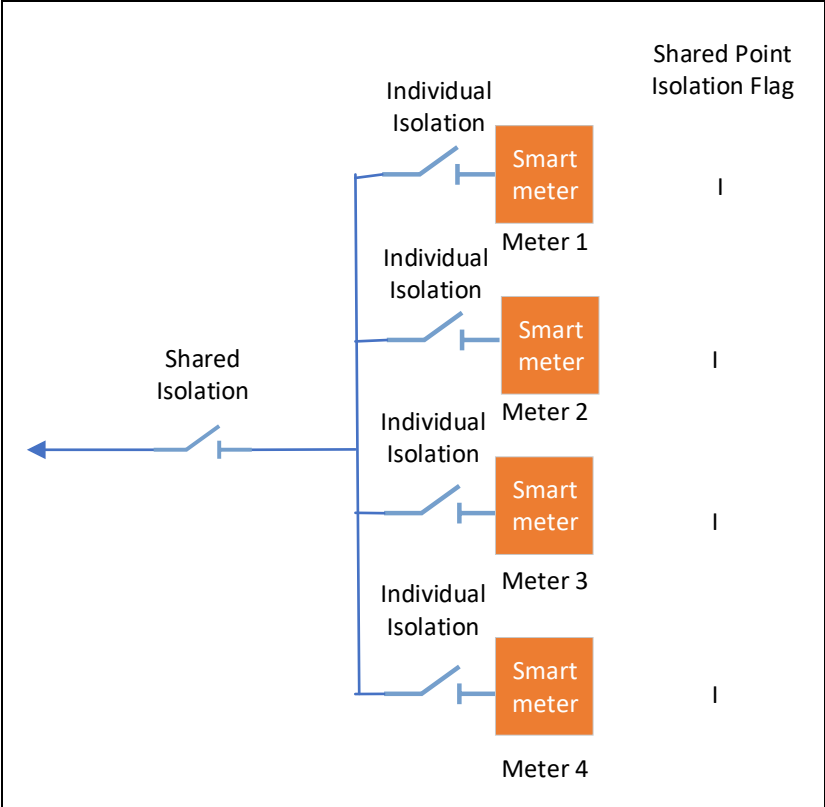 Shared Point
Isolation Flag
Individual
Isolation
Smart
meter
I
Meter 1
Individual
Isolation
Smart
meter
I
Meter 2
Shared
Isolation
Individual
Isolation
Smart
meter
I
Meter 3
Individual
Isolation
Smart
meter
I
Meter 4